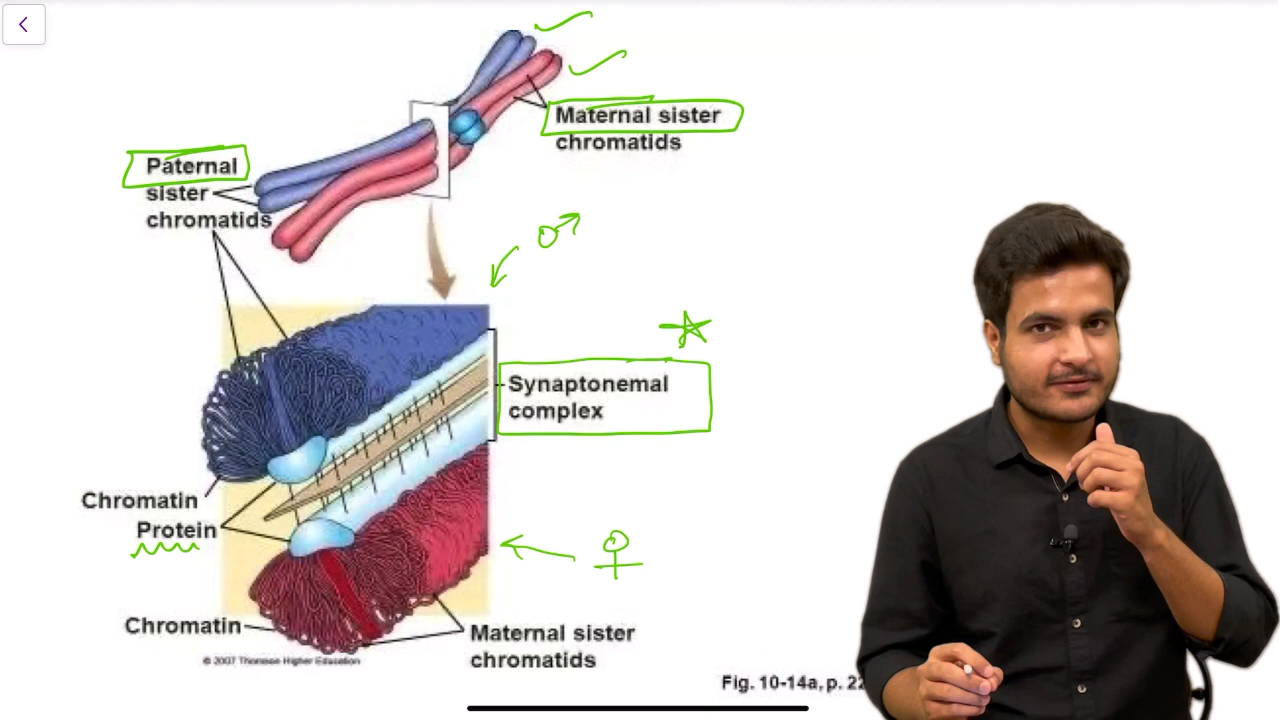 Maternal sister
chromatids
Paternal
sister
chromatids
Synaptonemal
complex
Chromatin
Protein
Chromatin
Maternal sister
chromatids
© 2007 Thomson Higher Education
Fig. 10-14a, p. 22